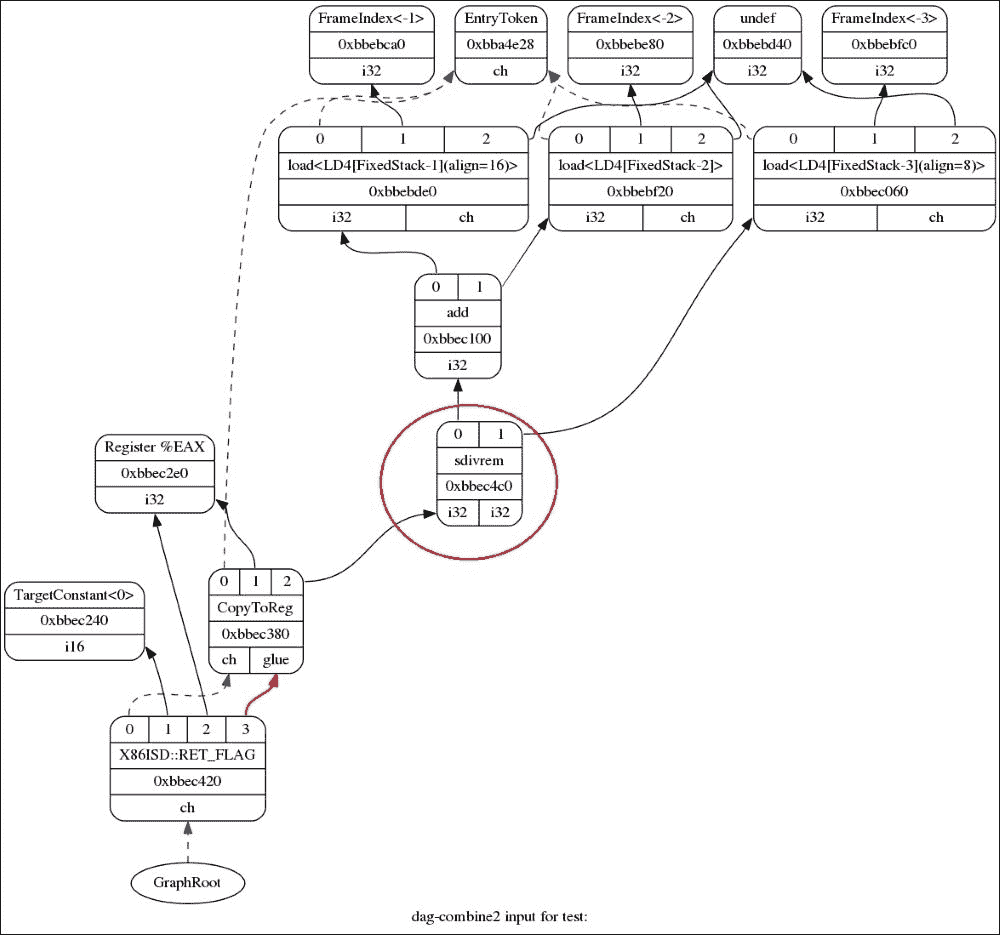 FrameIndex<-1>
0xbbebca0
i32
EntryToken
0xbba4e28
ch
FrameIndex<-2>
0xbbebe80
i32
undef
0xbbebd40
i32
FrameIndex<-3>
0xbbebfc0
i32
0 1 2
load<LD4[FixedStack-1](align=16)>
0xbbebde0
i32 ch
0 1 2
load<LD4[FixedStack-2]>
0xbbebf20
i32 ch
0 1 2
load<LD4[FixedStack-3](align=8)>
0xbbec060
i32 ch
0 1
add
0xbbec100
i32
0 1
sdivrem
0xbbec4c0
i32 i32
Register %EAX
0xbbec2e0
i32
0 1 2
CopyToReg
0xbbec380
ch glue
TargetConstant<0>
0xbbec240
i16
0 1 2 3
X86ISD::RET_FLAG
0xbbec420
ch
GraphRoot
dag-combine2 input for test: